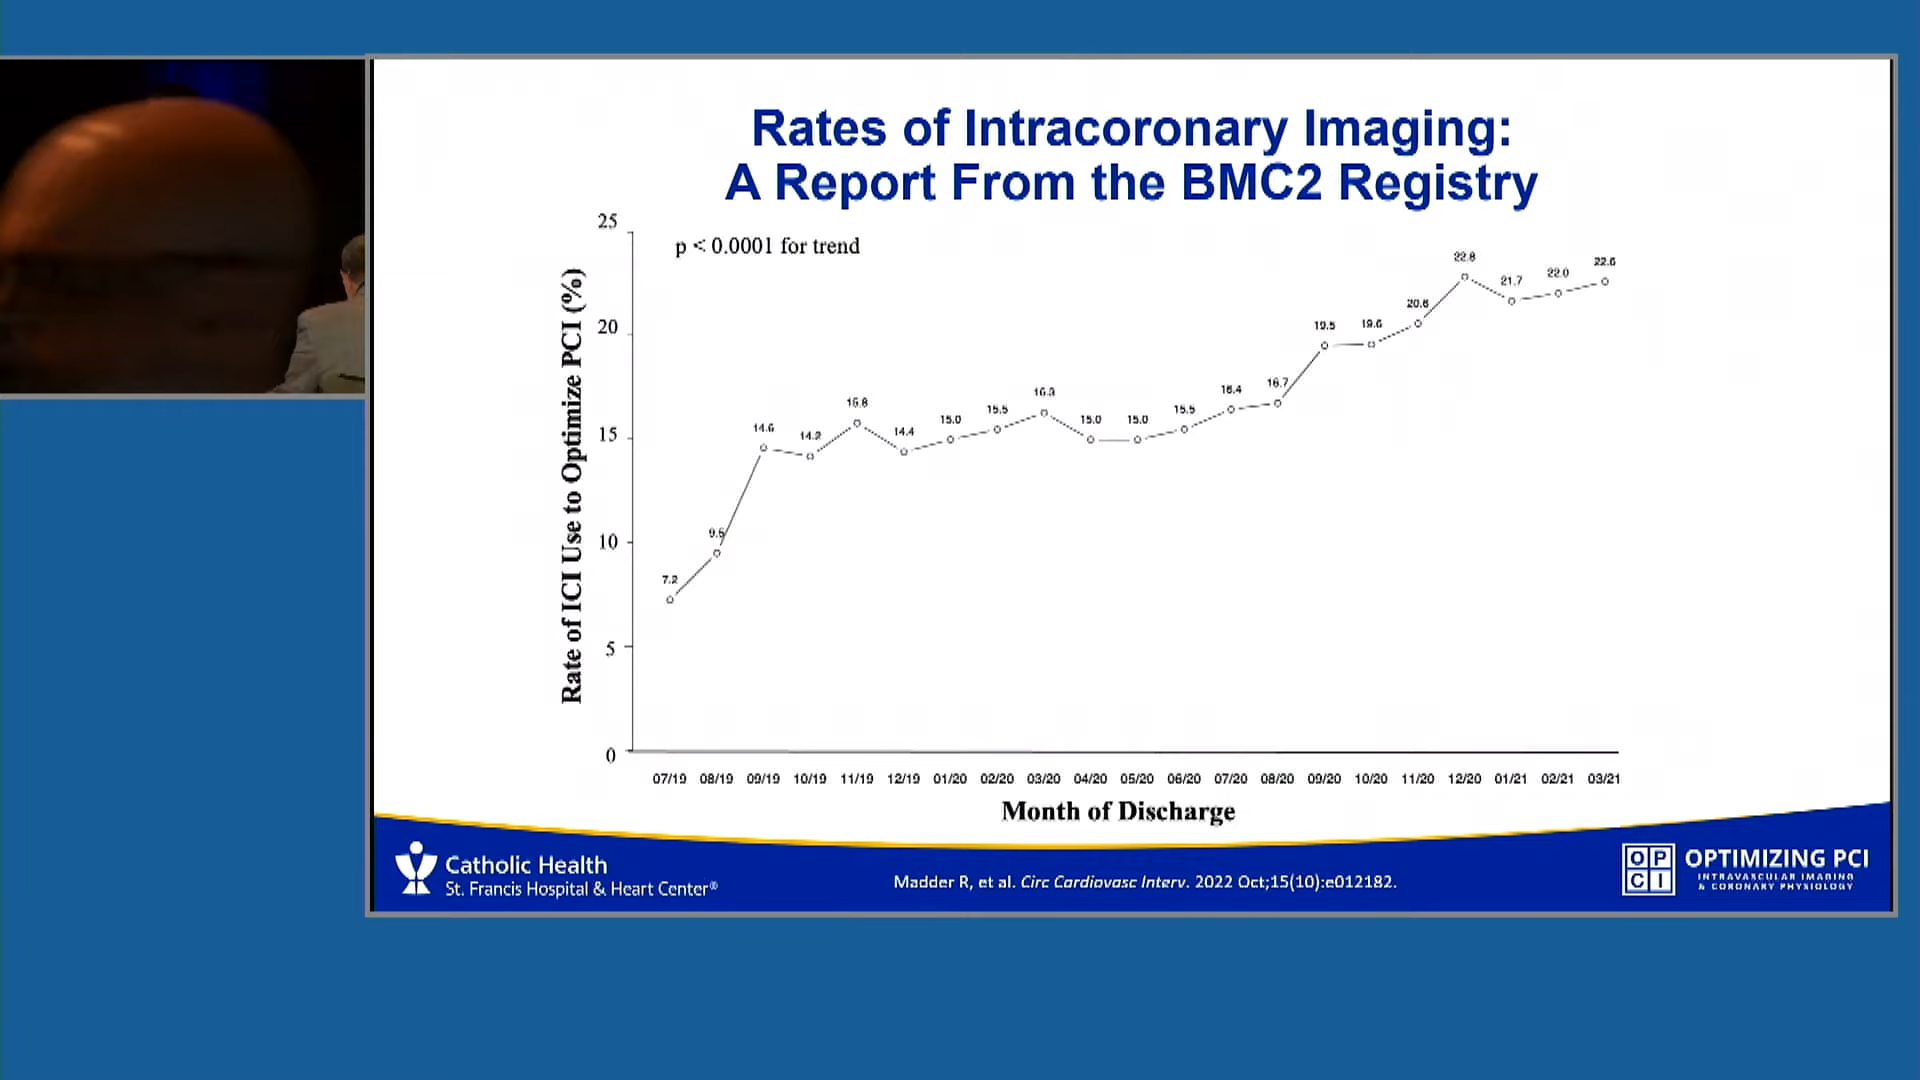 Rates of Intracoronary Imaging:
A Report From the BMC2 Registry
p < 0.0001 for trend
Rate of ICI Use to Optimize PCI (%)
25
20
15
10
5
0
7.2
9.5
14.6
14.2
15.8
14.4
15.0
15.5
16.3
15.0
15.0
15.5
16.4
16.7
19.5
19.6
20.6
22.8
21.7
22.0
22.6
07/19 08/19 09/19 10/19 11/19 12/19 01/20 02/20 03/20 04/20 05/20 06/20 07/20 08/20 09/20 10/20 11/20 12/20 01/21 02/21 03/21
Month of Discharge
Catholic Health
St. Francis Hospital & Heart Center®
Madder R, et al. Circ Cardiovasc Interv. 2022 Oct;15(10):e012182.
OP
CI
OPTIMIZING PCI
INTRAVASCULAR IMAGING
& CORONARY PHYSIOLOGY